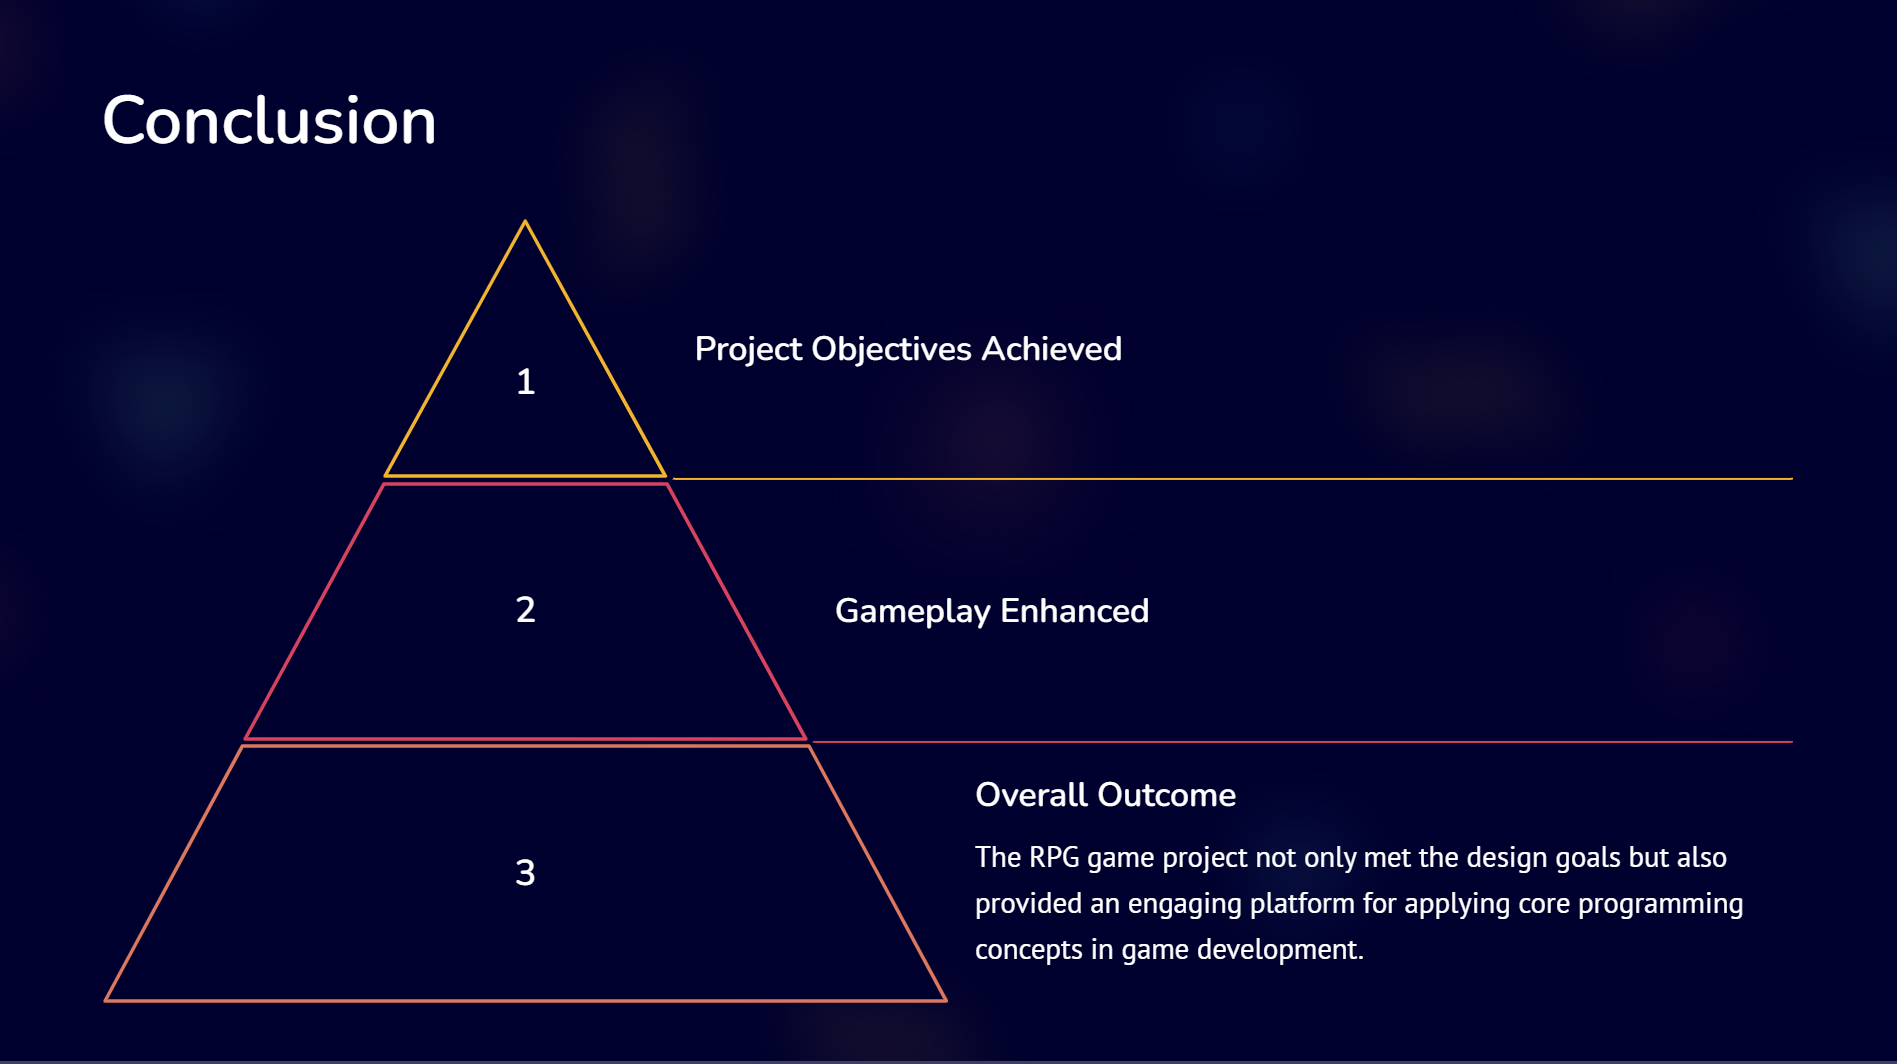 Conclusion
1
Project Objectives Achieved
2
Gameplay Enhanced
3
Overall Outcome
The RPG game project not only met the design goals but also
provided an engaging platform for applying core programming
concepts in game development.